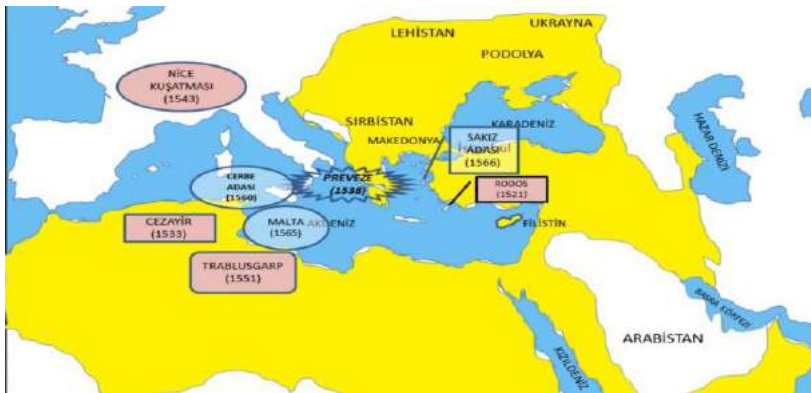 UKRAYNA
LEHİSTAN
PODOLYA
NİCE
KUŞATMASI
(1543)
SIRBİSTAN
KARADENİZ
MAKEDONYA
SAKIZ
ADASI
İstanbul
(1566)
HAZAR DENİZİ
CERBE
ADASI
(1560)
PREVEZE
(1538)
RODOS
(1521)
CEZAYİR
(1533)
MALTA
(1565)
AKDENİZ
FİLİSTİN
TRABLUSGARP
(1551)
BASRA KÖRFEZİ
ARABİSTAN
KIZILDENİZ